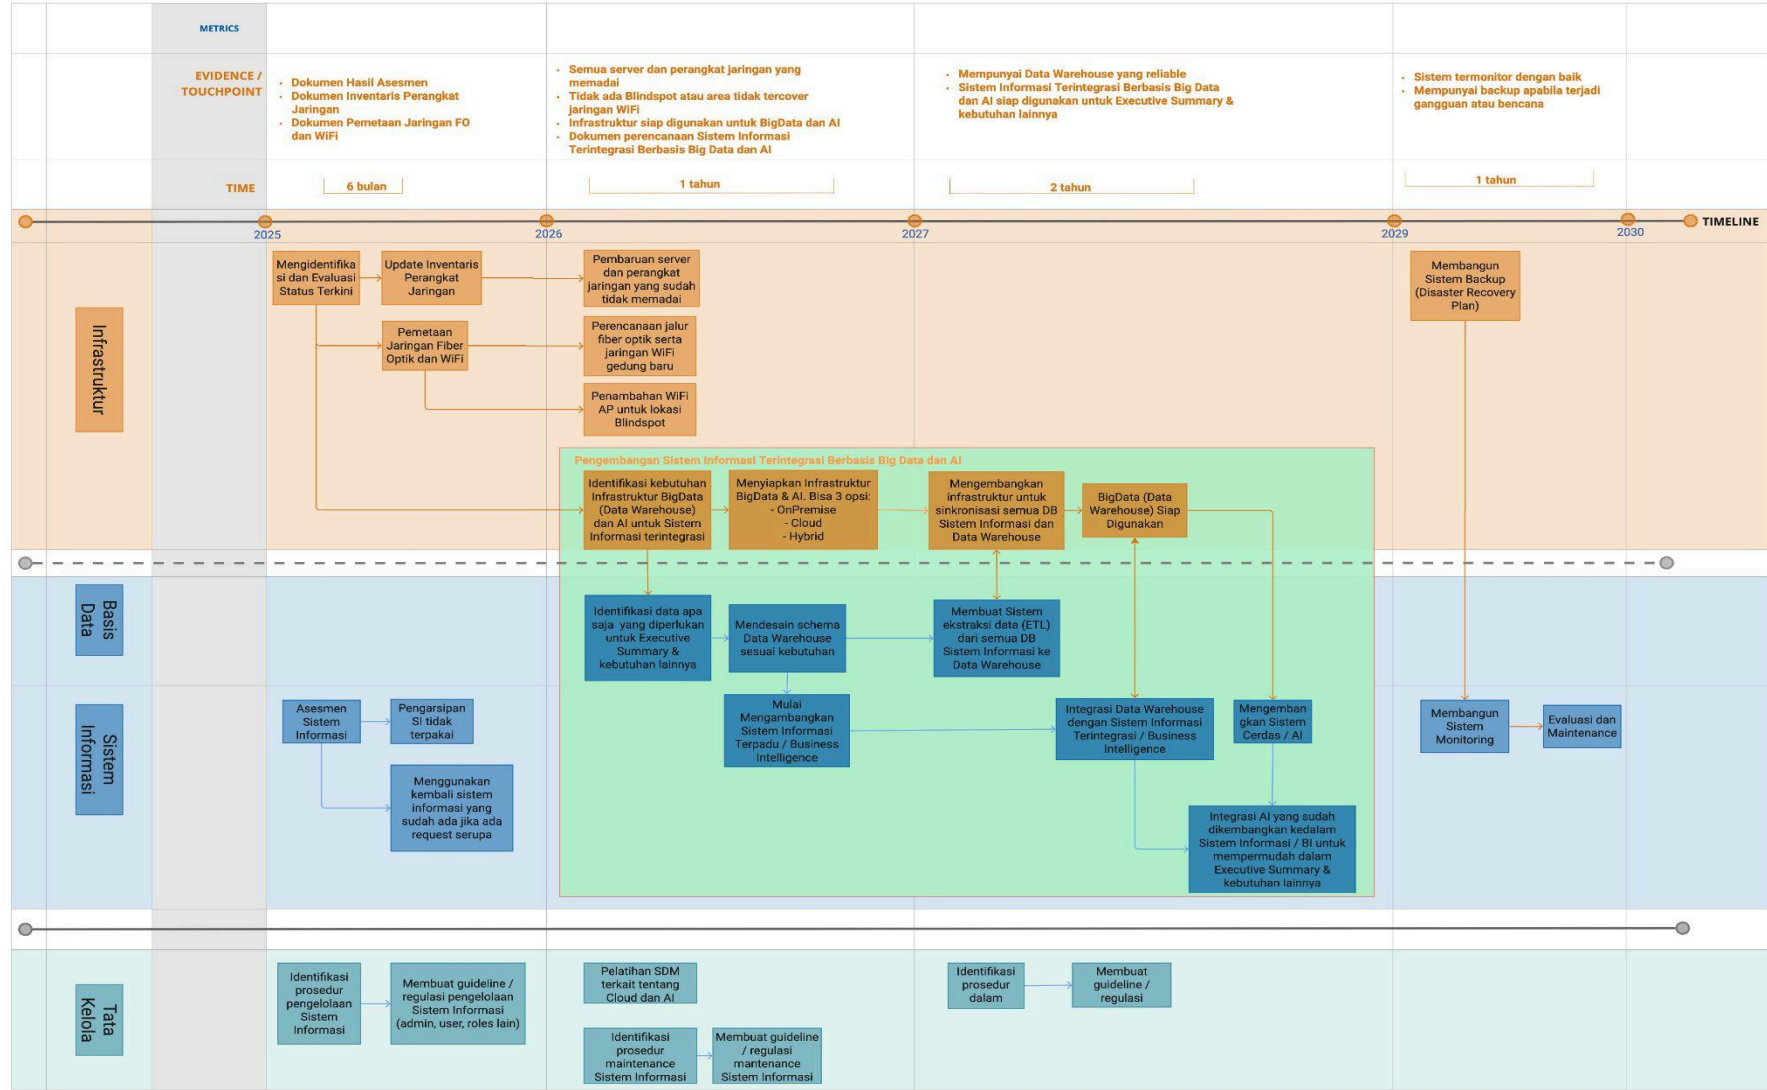 METRICS
EVIDENCE /
TOUCHPOINT
• Dokumen Hasil Asesmen
• Dokumen Inventaris Perangkat
Jaringan
• Dokumen Pemetaan Jaringan FO
dan WiFi
• Semua server dan perangkat jaringan yang
memadai
• Tidak ada Blindspot atau area tidak tercover
jaringan WiFi
• Infrastruktur siap digunakan untuk BigData dan AI
• Dokumen perencanaan Sistem Informasi
Terintegrasi Berbasis Big Data dan AI
• Mempunyai Data Warehouse yang reliable
• Sistem Informasi Terintegrasi Berbasis Big Data
dan AI siap digunakan untuk Executive Summary &
kebutuhan lainnya
• Sistem termonitor dengan baik
• Mempunyai backup apabila terjadi
gangguan atau bencana
TIME
6 bulan
1 tahun
2 tahun
1 tahun
TIMELINE
2025
2026
2027
2029
2030
Infrastruktur
Mengidentifika
si dan Evaluasi
Status Terkini
Update Inventaris
Perangkat
Jaringan
Pembaruan server
dan perangkat
jaringan yang sudah
tidak memadai
Membangun
Sistem Backup
(Disaster Recovery
Plan)
Pemetaan
Jaringan Fiber
Optik dan WiFi
Perencanaan jalur
fiber optik serta
jaringan WiFi
gedung baru
Penambahan WiFi
AP untuk lokasi
Blindspot
Pengembangan Sistem Informasi Terintegrasi Berbasis Big Data dan AI
Identifikasi kebutuhan
Infrastruktur BigData
(Data Warehouse)
dan AI untuk Sistem
Informasi terintegrasi
Menyiapkan Infrastruktur
BigData & AI. Bisa 3 opsi:
- OnPremise
- Cloud
- Hybrid
Mengembangkan
infrastruktur untuk
sinkronisasi semua DB
Sistem Informasi dan
Data Warehouse
BigData (Data
Warehouse) Siap
Digunakan
Basis
Data
Identifikasi data apa
saja yang diperlukan
untuk Executive
Summary &
kebutuhan lainnya
Mendesain schema
Data Warehouse
sesuai kebutuhan
Membuat Sistem
ekstraksi data (ETL)
dari semua DB
Sistem Informasi ke
Data Warehouse
Sistem
Informasi
Asesmen
Sistem
Informasi
Pengarsipan
SI tidak
terpakai
Mulai
Mengambangkan
Sistem Informasi
Terpadu / Business
Intelligence
Integrasi Data Warehouse
dengan Sistem Informasi
Terintegrasi / Business
Intelligence
Mengemban
gkan Sistem
Cerdas / AI
Membangun
Sistem
Monitoring
Evaluasi dan
Maintenance
Menggunakan
kembali sistem
informasi yang
sudah ada jika ada
request serupa
Integrasi AI yang sudah
dikembangkan kedalam
Sistem Informasi / BI untuk
mempermudah dalam
Executive Summary &
kebutuhan lainnya
Tata
Kelola
Identifikasi
prosedur
pengelolaan
Sistem
Informasi
Membuat guideline /
regulasi pengelolaan
Sistem Informasi
(admin, user, roles lain)
Pelatihan SDM
terkait tentang
Cloud dan AI
Identifikasi
prosedur
dalam
Membuat
guideline /
regulasi
Identifikasi
prosedur
maintenance
Sistem Informasi
Membuat guideline
/ regulasi
mantenance
Sistem Informasi